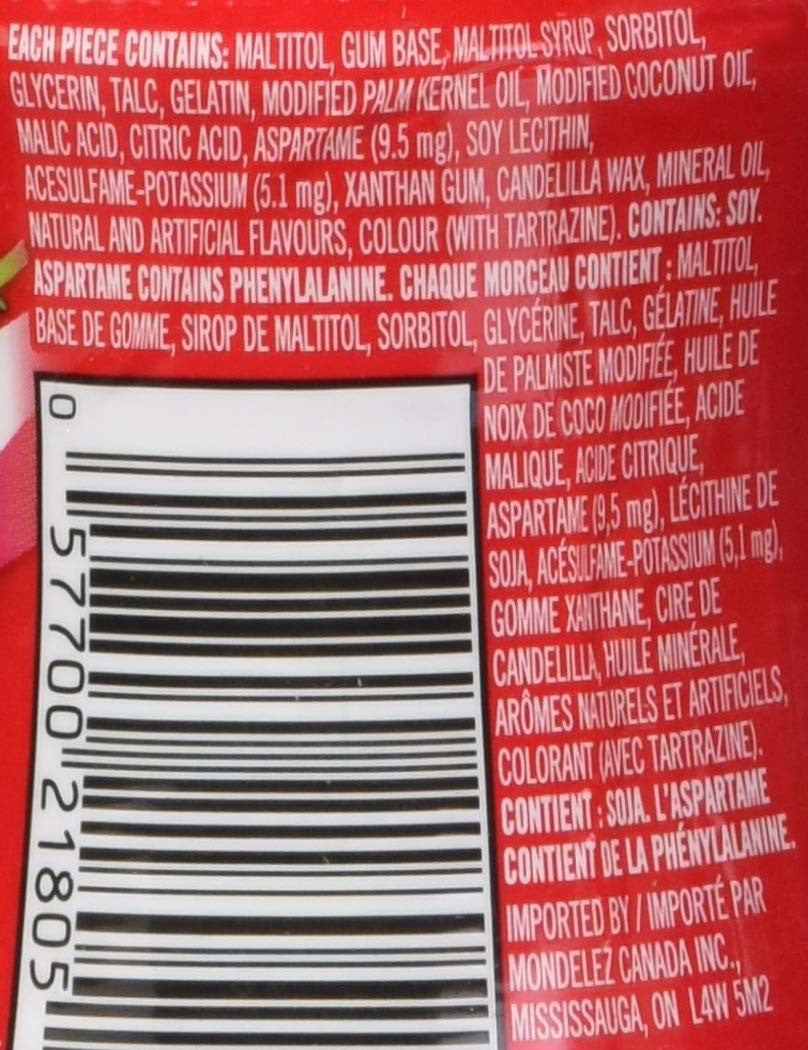 EACH PIECE CONTAINS: MALTITOL, GUM BASE, MALTITOL SYRUP, SORBITOL,
GLYCERIN, TALC, GELATIN, MODIFIED PALM KERNEL OIL, MODIFIED COCONUT OIL,
MALIC ACID, CITRIC ACID, ASPARTAME (9.5 mg), SOY LECITHIN,
ACESULFAME-POTASSIUM (5.1 mg), XANTHAN GUM, CANDELILLA WAX, MINERAL OIL,
NATURAL AND ARTIFICIAL FLAVOURS, COLOUR (WITH TARTRAZINE). CONTAINS: SOY.
ASPARTAME CONTAINS PHENYLALANINE. CHAQUE MORCEAU CONTIENT : MALTITOL,
BASE DE GOMME, SIROP DE MALTITOL, SORBITOL, GLYCÉRINE, TALC, GÉLATINE, HUILE
DE PALMISTE MODIFIÉE, HUILE DE
NOIX DE COCO MODIFIÉE, ACIDE
MALIQUE, ACIDE CITRIQUE,
ASPARTAME (9,5 mg), LÉCITHINE DE
SOJA, ACÉSULFAME-POTASSIUM (5,1 mg),
GOMME XANTHANE, CIRE DE
CANDELILLA, HUILE MINÉRALE,
ARÔMES NATURELS ET ARTIFICIELS,
COLORANT (AVEC TARTRAZINE).
CONTIENT : SOJA. L'ASPARTAME
CONTIENT DE LA PHÉNYLALANINE.
IMPORTED BY / IMPORTÉ PAR
MONDELEZ CANADA INC.,
MISSISSAUGA, ON L4W 5M2
0 57700 21805